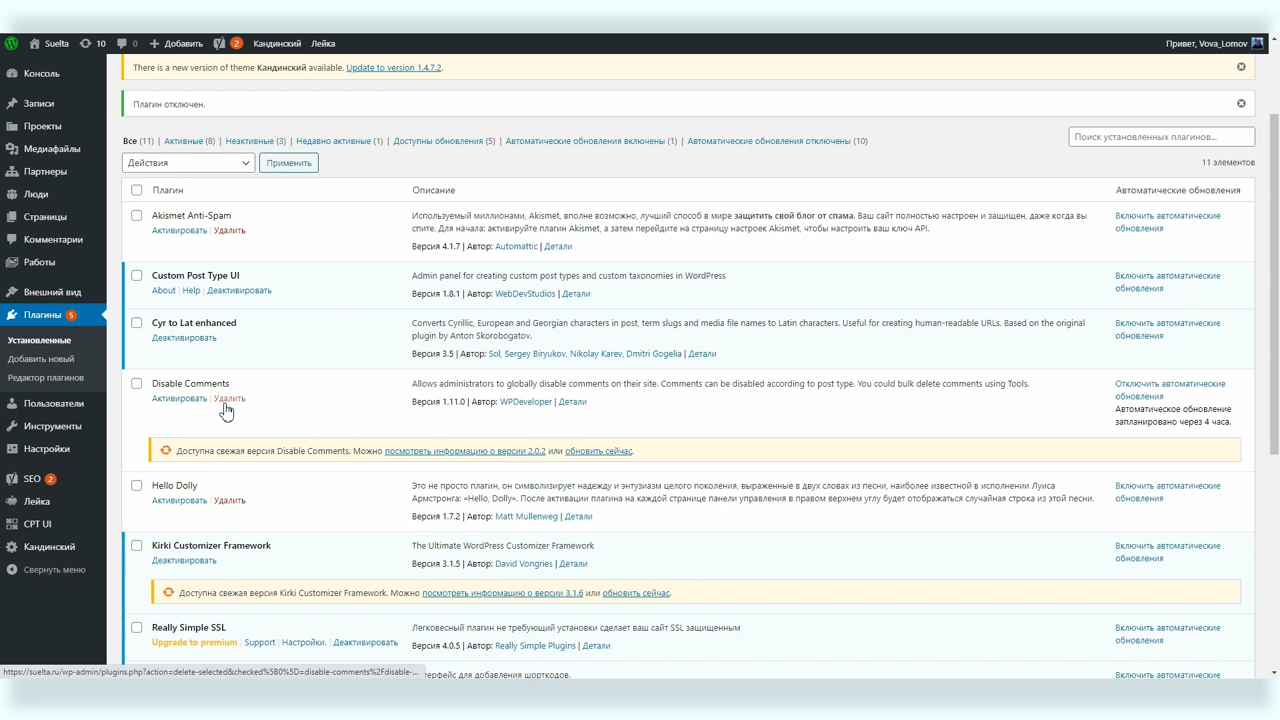 Suelta 10 0 Добавить 2 Кандинский Лейка Привет, Vova_Lomov
There is a new version of theme Кандинский available. Update to version 1.4.7.2.
Плагин отключен.
Консоль
Записи
Проекты
Медиафайлы
Партнеры
Люди
Страницы
Комментарии
Работы
Внешний вид
Плагины 5
Установленные
Добавить новый
Редактор плагинов
Пользователи
Инструменты
Настройки
SEO 2
Лейка
CPT UI
Кандинский
Свернуть меню
Все (11) | Активные (8) | Неактивные (3) | Недавно активные (1) | Доступны обновления (5) | Автоматические обновления включены (1) | Автоматические обновления отключены (10)
Поиск установленных плагинов...
Действия Применить
11 элементов
Плагин Описание Автоматические обновления
Akismet Anti-Spam
Активировать | Удалить
Используемый миллионами, Akismet, вполне возможно, лучший способ в мире защитить свой блог от спама. Ваш сайт полностью настроен и защищен, даже когда вы
спите. Для начала: активируйте плагин Akismet, а затем перейдите на страницу настроек Akismet, чтобы настроить ваш ключ API.
Версия 4.1.7 | Автор: Automattic | Детали
Включить автоматические
обновления
Custom Post Type UI
About | Help | Деактивировать
Admin panel for creating custom post types and custom taxonomies in WordPress
Версия 1.8.1 | Автор: WebDevStudios | Детали
Включить автоматические
обновления
Cyr to Lat enhanced
Деактивировать
Converts Cyrillic, European and Georgian characters in post, term slugs and media file names to Latin characters. Useful for creating human-readable URLs. Based on the original
plugin by Anton Skorobogatov.
Версия 3.5 | Автор: Sol, Sergey Biryukov, Nikolay Karev, Dmitri Gogelia | Детали
Включить автоматические
обновления
Disable Comments
Активировать | Удалить
Allows administrators to globally disable comments on their site. Comments can be disabled according to post type. You could bulk delete comments using Tools.
Версия 1.11.0 | Автор: WPDeveloper | Детали
Отключить автоматические
обновления
Автоматическое обновление
запланировано через 4 часа.
Доступна свежая версия Disable Comments. Можно посмотреть информацию о версии 2.0.2 или обновить сейчас.
Hello Dolly
Активировать | Удалить
Это не просто плагин, он символизирует надежду и энтузиазм целого поколения, выраженные в двух словах из песни, наиболее известной в исполнении Луиса
Армстронга: «Hello, Dolly». После активации плагина на каждой странице панели управления в правом верхнем углу будет отображаться случайная строка из этой песни.
Версия 1.7.2 | Автор: Matt Mullenweg | Детали
Включить автоматические
обновления
Kirki Customizer Framework
Деактивировать
The Ultimate WordPress Customizer Framework
Версия 3.1.5 | Автор: David Vongries | Детали
Включить автоматические
обновления
Доступна свежая версия Kirki Customizer Framework. Можно посмотреть информацию о версии 3.1.6 или обновить сейчас.
Really Simple SSL
Upgrade to premium | Support | Настройки. | Деактивировать
Легковесный плагин не требующий установки сделает ваш сайт SSL защищенным
Версия 4.0.5 | Автор: Really Simple Plugins | Детали
Включить автоматические
обновления
https://suelta.ru/wp-admin/plugins.php?action=delete-selected&checked%5B0%5D=disable-comments%2Fdisable-...
терфейс для добавления шорткодов.
Включить автоматические